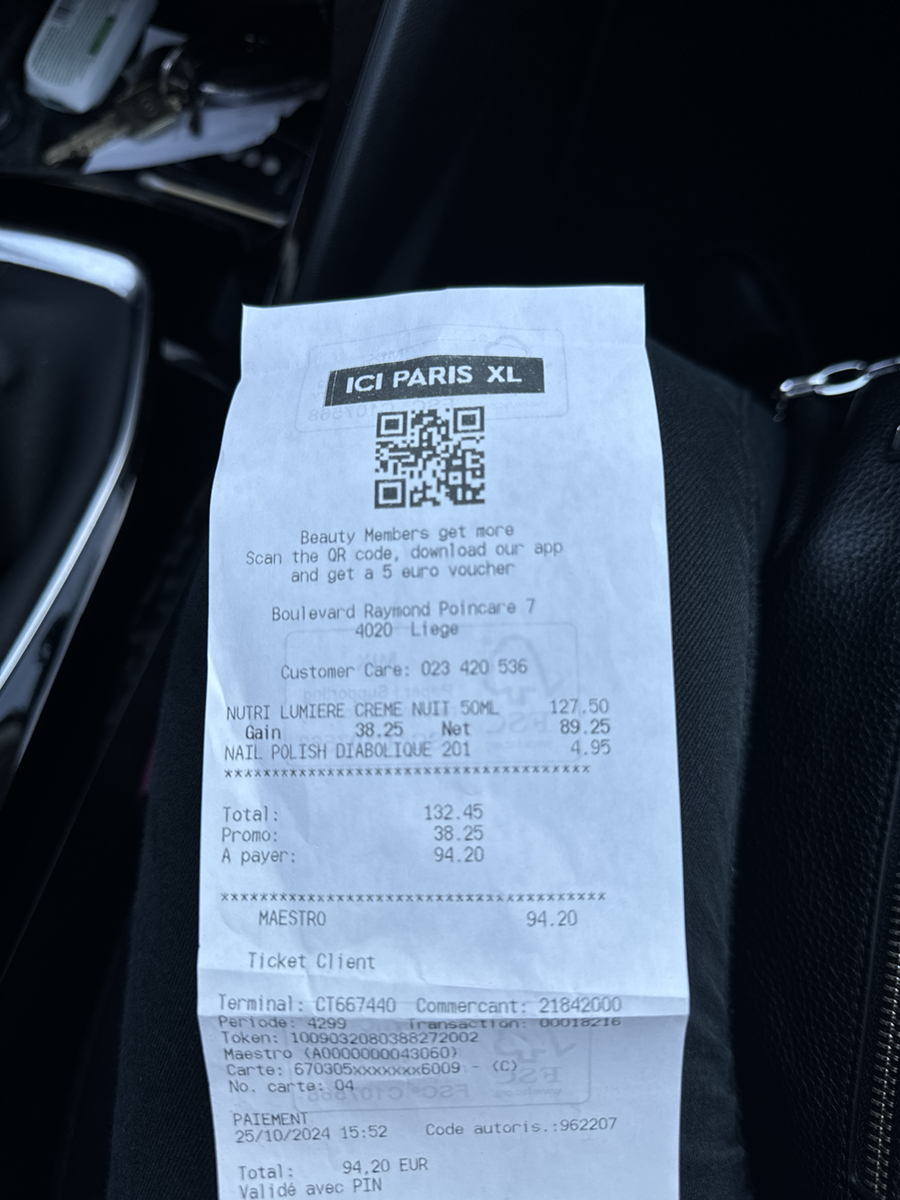 ICI PARIS XL
Beauty Members get more
Scan the QR code, download our app
and get a 5 euro voucher
Boulevard Raymond Poincare 7
4020 Liege
Customer Care: 023 420 536
NUTRI LUMIERE CREME NUIT 50ML 127.50
Gain 38.25 Net 89.25
NAIL POLISH DIABOLIQUE 201 4.95
***********************************
Total: 132.45
Promo: 38.25
A payer: 94.20
***********************************
MAESTRO 94.20
Ticket Client
Terminal: CT667440 Commercant: 21842000
Periode: 4299 Transaction: 00018216
Token: 1009032080388272002
Maestro (A0000000043060)
Carte: 670305xxxxxxx6009 - (C)
No. carte: 04
PAIEMENT
25/10/2024 15:52 Code autoris.:962207
Total: 94,20 EUR
Validé avec PIN